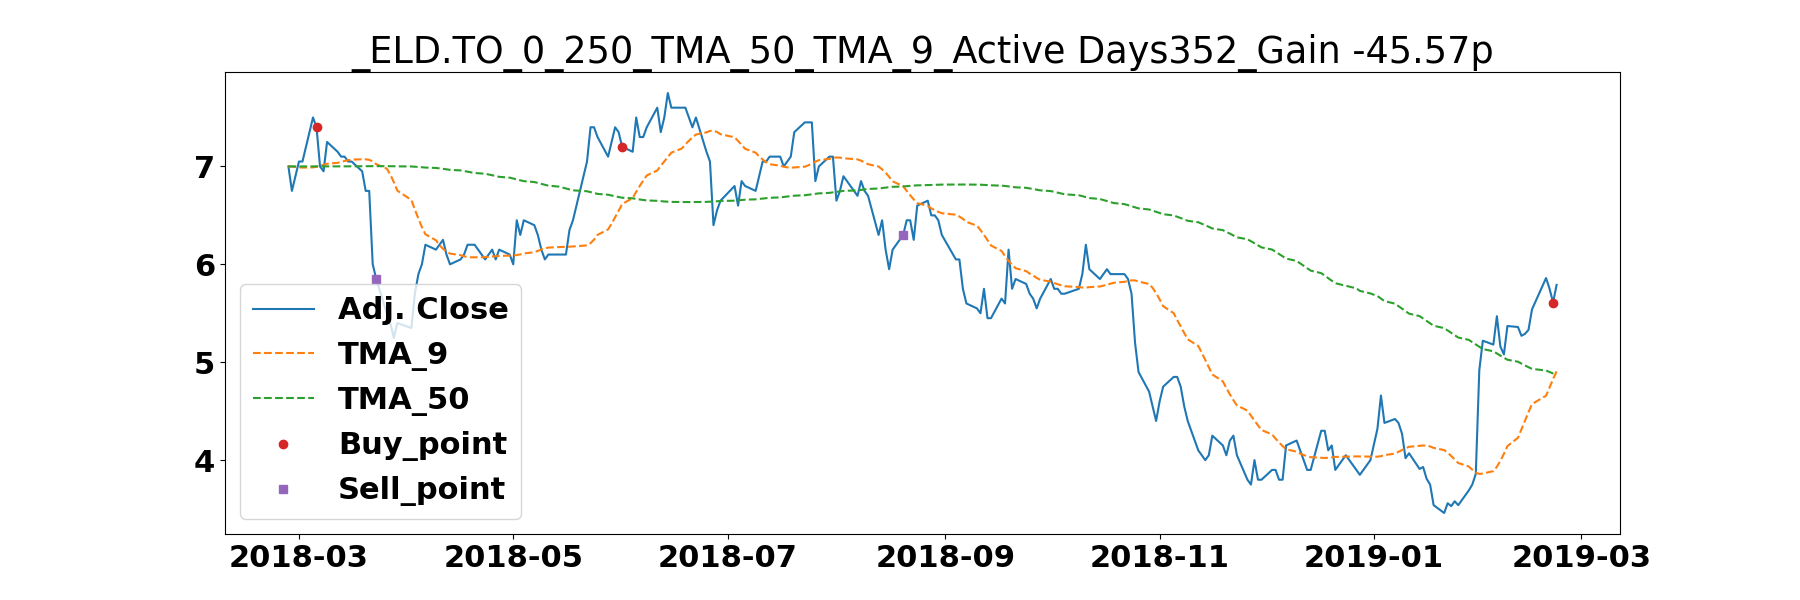 _ELD.TO_0_250_TMA_50_TMA_9_Active Days352_Gain -45.57p
7
6
5
4
Adj. Close
TMA_9
TMA_50
Buy_point
Sell_point
2018-03 2018-05 2018-07 2018-09 2018-11 2019-01 2019-03